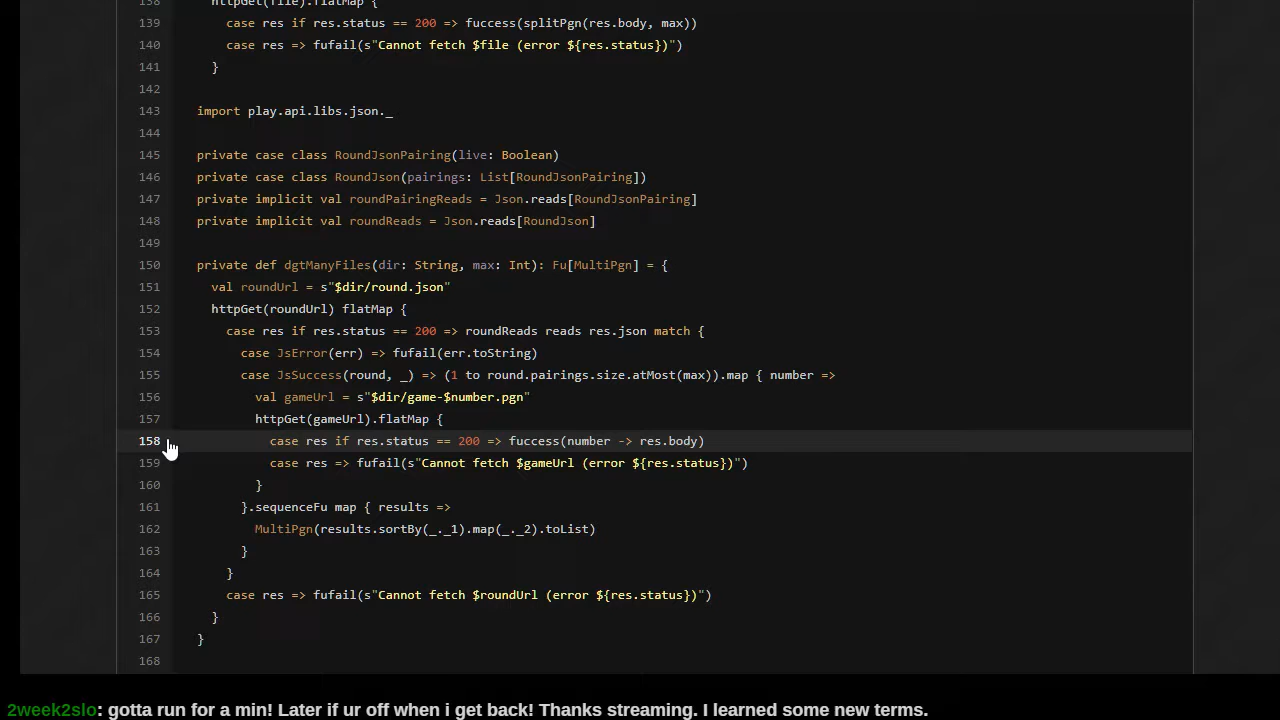 138 httpGet(file).flatMap {
139 case res if res.status == 200 => fuccess(splitPgn(res.body, max))
140 case res => fufail(s"Cannot fetch $file (error ${res.status})")
141 }
142
143 import play.api.libs.json._
144
145 private case class RoundJsonPairing(live: Boolean)
146 private case class RoundJson(pairings: List[RoundJsonPairing])
147 private implicit val roundPairingReads = Json.reads[RoundJsonPairing]
148 private implicit val roundReads = Json.reads[RoundJson]
149
150 private def dgtManyFiles(dir: String, max: Int): Fu[MultiPgn] = {
151 val roundUrl = s"$dir/round.json"
152 httpGet(roundUrl) flatMap {
153 case res if res.status == 200 => roundReads reads res.json match {
154 case JsError(err) => fufail(err.toString)
155 case JsSuccess(round, _) => (1 to round.pairings.size.atMost(max)).map { number =>
156 val gameUrl = s"$dir/game-$number.pgn"
157 httpGet(gameUrl).flatMap {
158 case res if res.status == 200 => fuccess(number -> res.body)
159 case res => fufail(s"Cannot fetch $gameUrl (error ${res.status})")
160 }
161 }.sequenceFu map { results =>
162 MultiPgn(results.sortBy(_._1).map(_._2).toList)
163 }
164 }
165 case res => fufail(s"Cannot fetch $roundUrl (error ${res.status})")
166 }
167 }
168
2week2slo: gotta run for a min! Later if ur off when i get back! Thanks streaming. I learned some new terms.